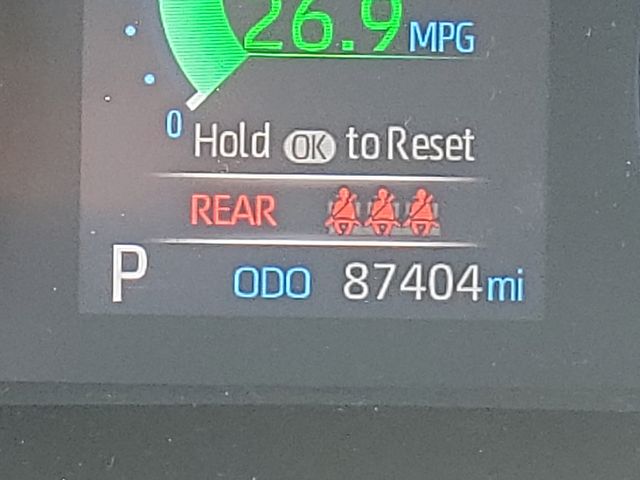 26.9 MPG
0
Hold OK to Reset
REAR
P ODO 87404 mi